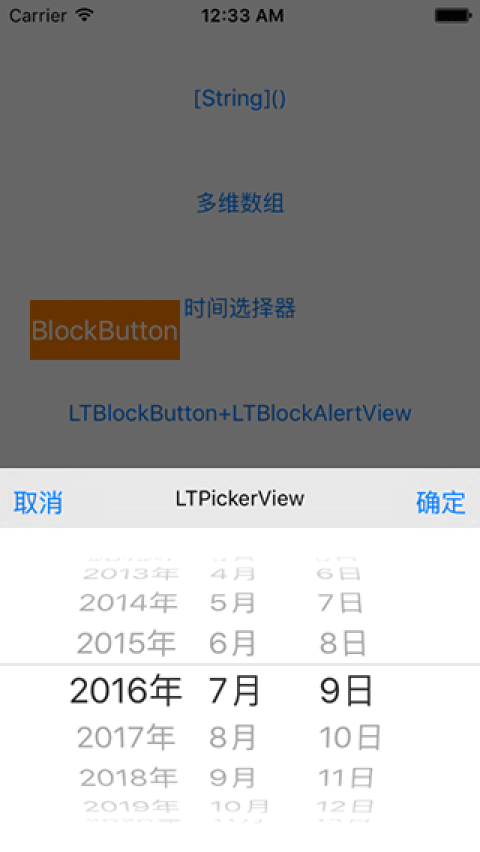 Carrier 12:33 AM
[String]()
多维数组
时间选择器
BlockButton
LTBlockButton+LTBlockAlertView
取消 LTPickerView 确定
2013年 4月 6日
2014年 5月 7日
2015年 6月 8日
2016年 7月 9日
2017年 8月 10日
2018年 9月 11日
2019年 10月 12日